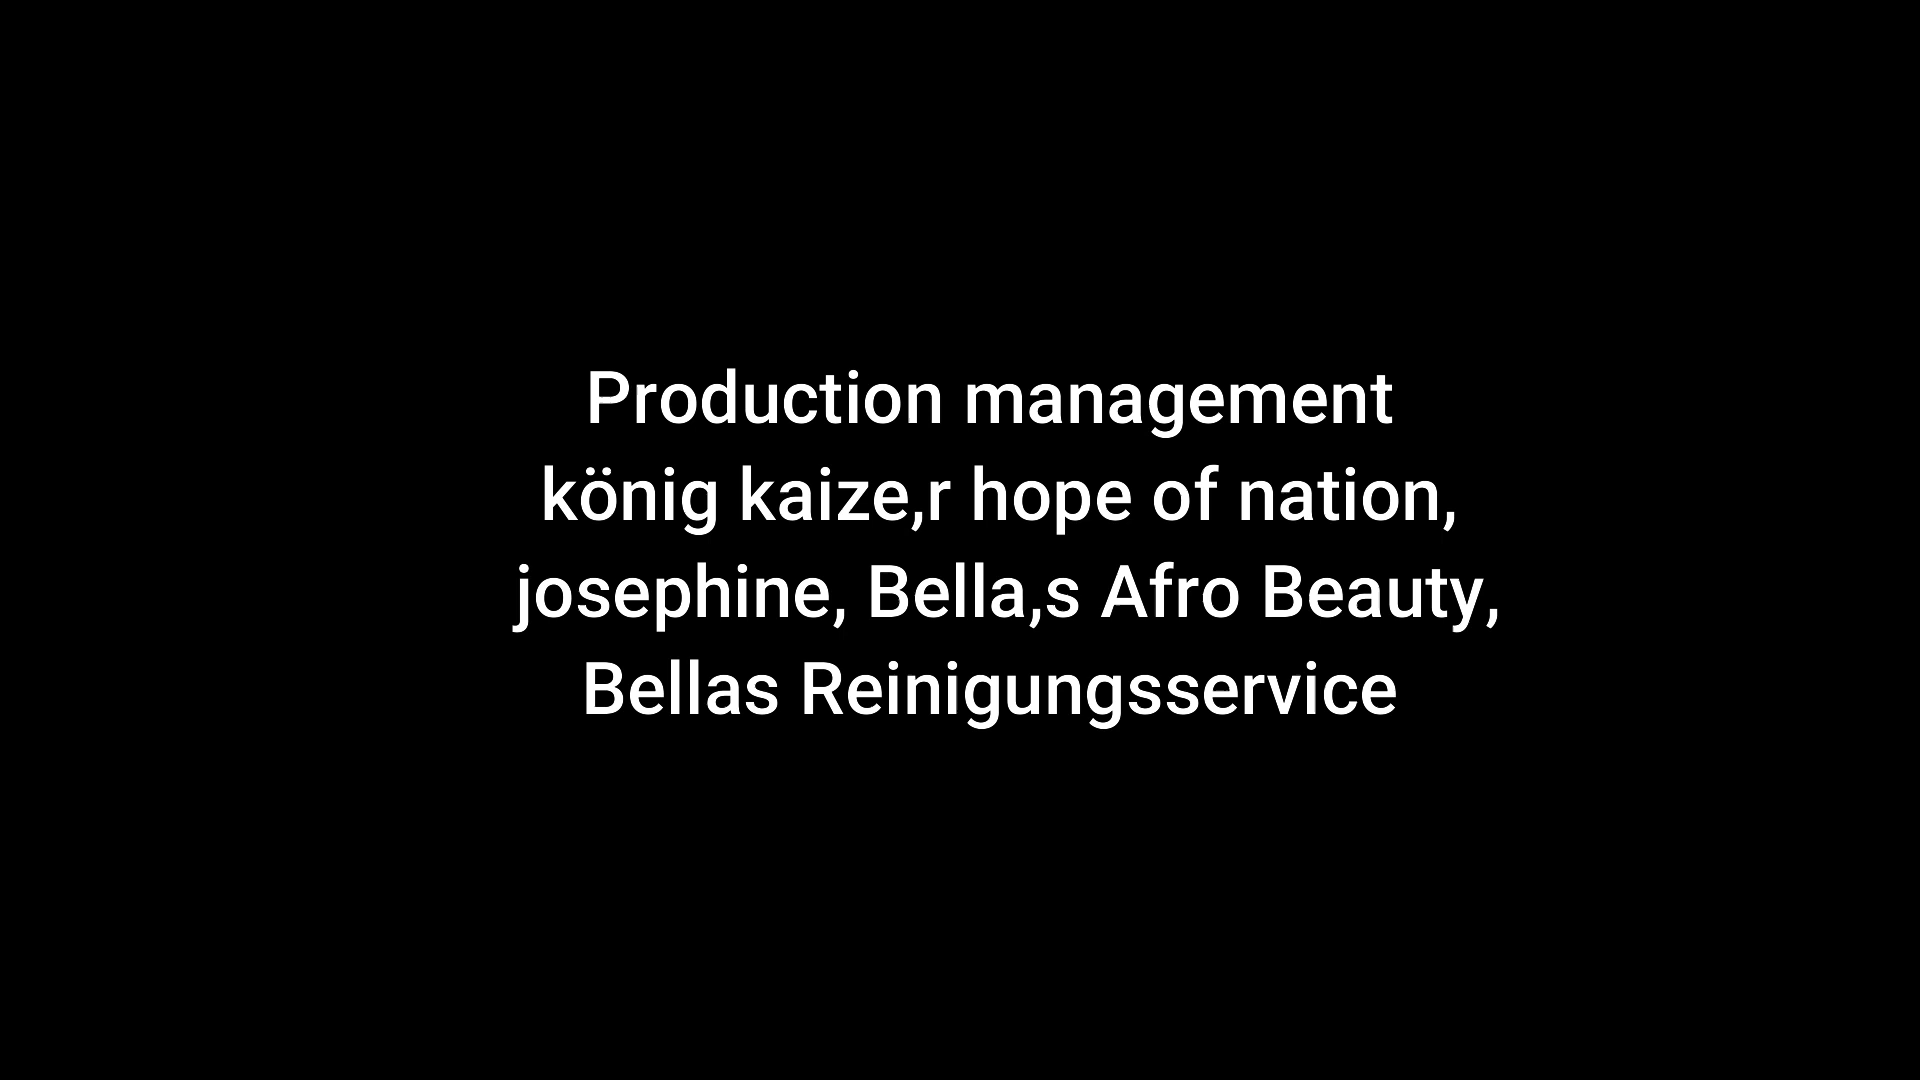 Production management
könig kaize,r hope of nation,
josephine, Bella,s Afro Beauty,
Bellas Reinigungsservice